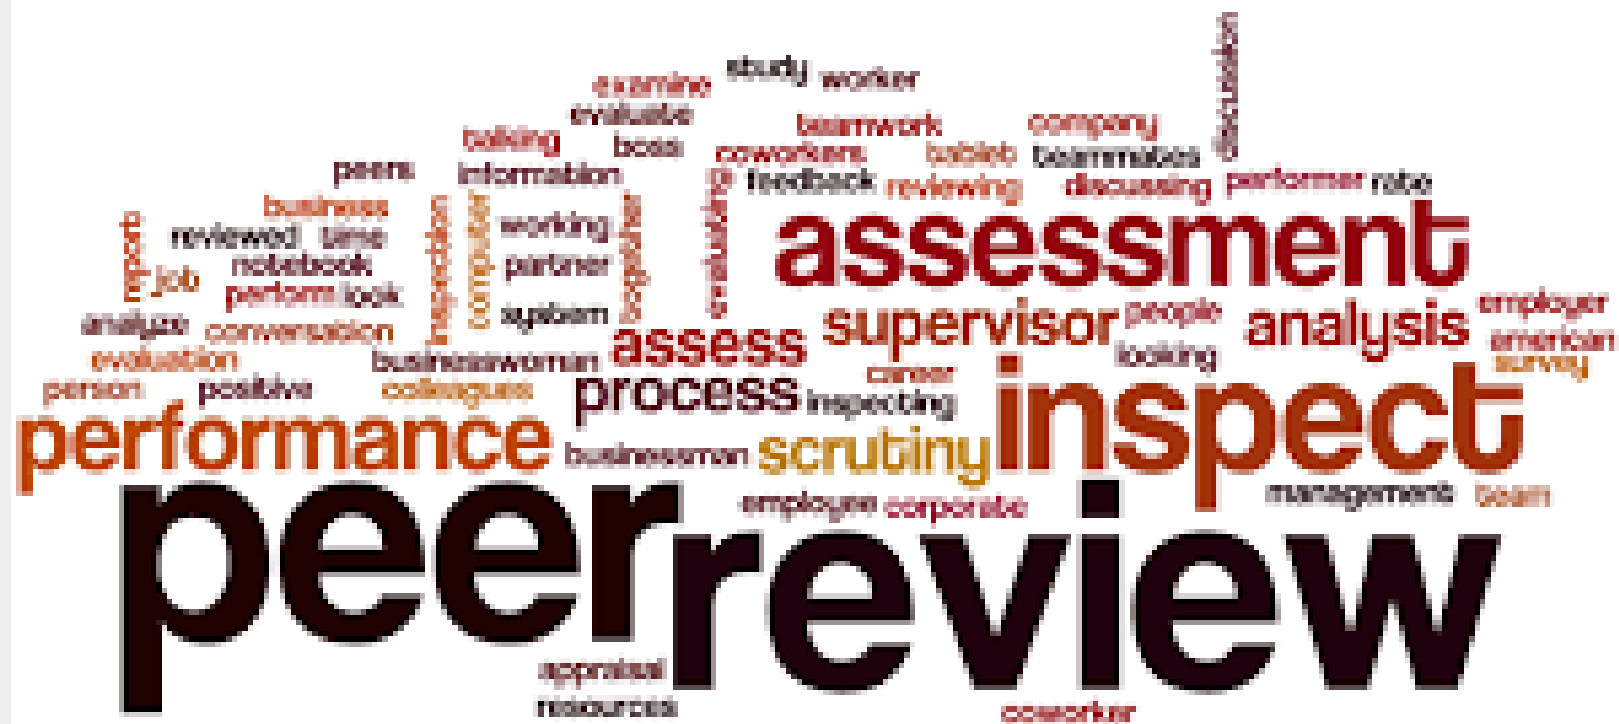 discussion
study worker
examine
evaluate
teamwork company
talking boss coworkers tablet teammates
peers information feedback reviewing discussing performer rate
business inspection computer working together evaluating assessment
report reviewed time
job notebook partner
perform look system
analyze conversation
supervisor people analysis employer
american
evaluation businesswoman assess looking survey
person positive colleagues process career inspecting inspect
performance businessman scrutiny
employee corporate management team
peer review
appraisal
resources coworker